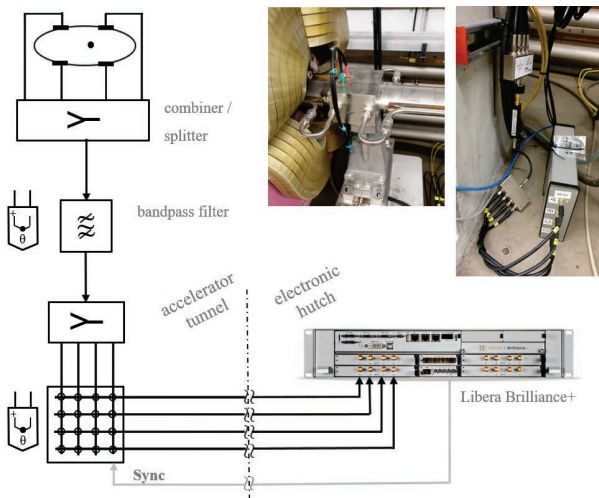 combiner /
splitter
bandpass filter
+
θ
accelerator
tunnel
electronic
hutch
Libera Brilliance+
+
θ
Sync